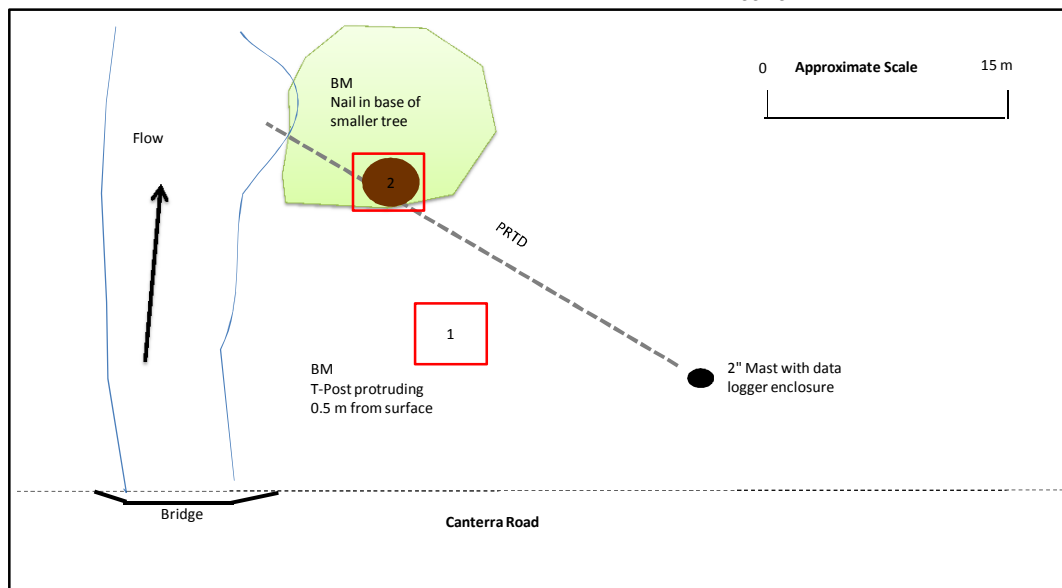 0 Approximate Scale 15 m
BM
Nail in base of
smaller tree
Flow
2
PRTD
1
BM
T-Post protruding
0.5 m from surface
2" Mast with data
logger enclosure
Bridge
Canterra Road